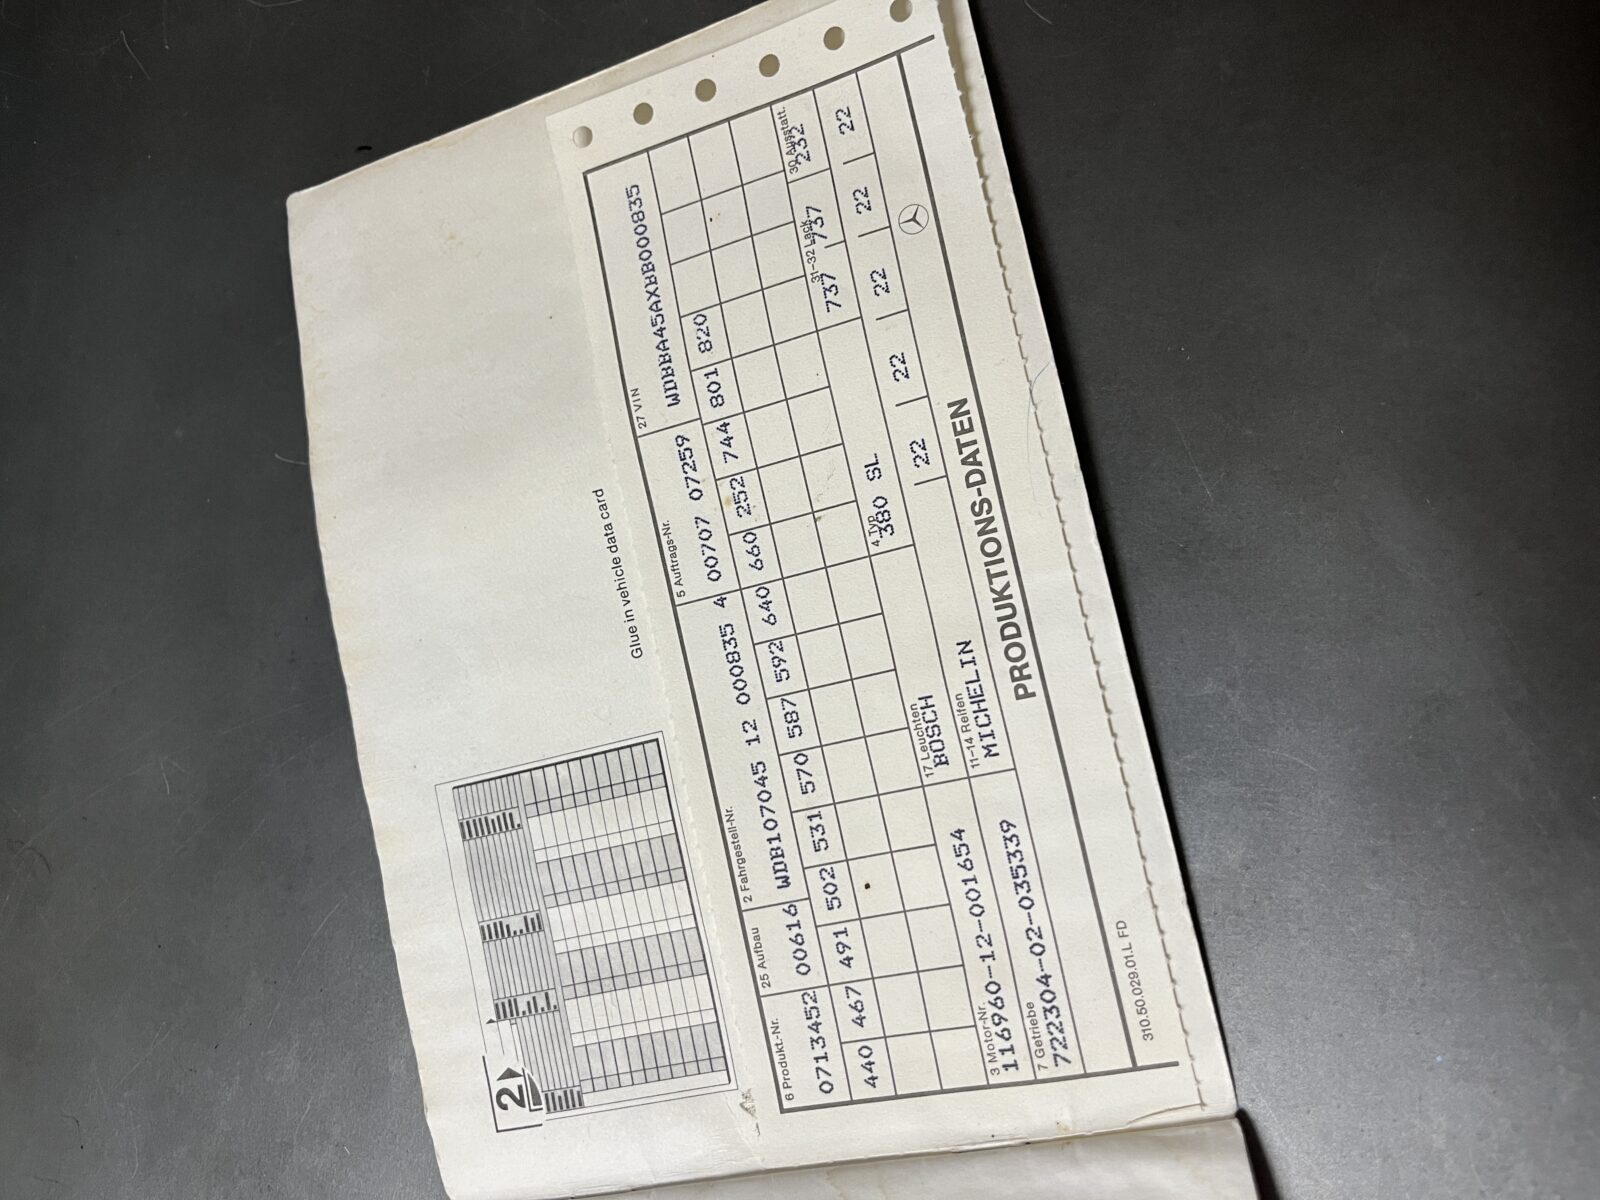 2
Glue in vehicle data card
6 Produkt.-Nr. 25 Aufbau 2 Fahrgestell-Nr. 5 Auftrags-Nr. 27 VIN
0713452 00616 WDB107045 12 000835 4 00707 07259 WDBBA45AXBB000835
440 467 491 502 531 570 587 592 640 660 252 744 801 820
3 Motor-Nr. 17 Leuchten 4 Typ 31-32 Lack 30 Ausstatt.
116960-12-001654 BOSCH 380 SL 737 737 232
7 Getriebe 11-14 Reifen
722304-02-035339 MICHELIN 22 22 22 22 22
PRODUKTIONS-DATEN
310.50.029.01.L FD